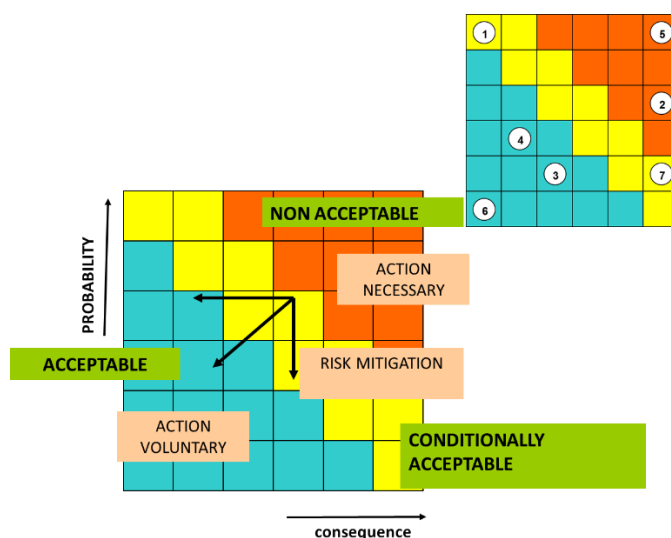 1
5
2
4
3
7
6
NON ACCEPTABLE
ACTION
NECESSARY
PROBABILITY
ACCEPTABLE
RISK MITIGATION
ACTION
VOLUNTARY
CONDITIONALLY
ACCEPTABLE
consequence